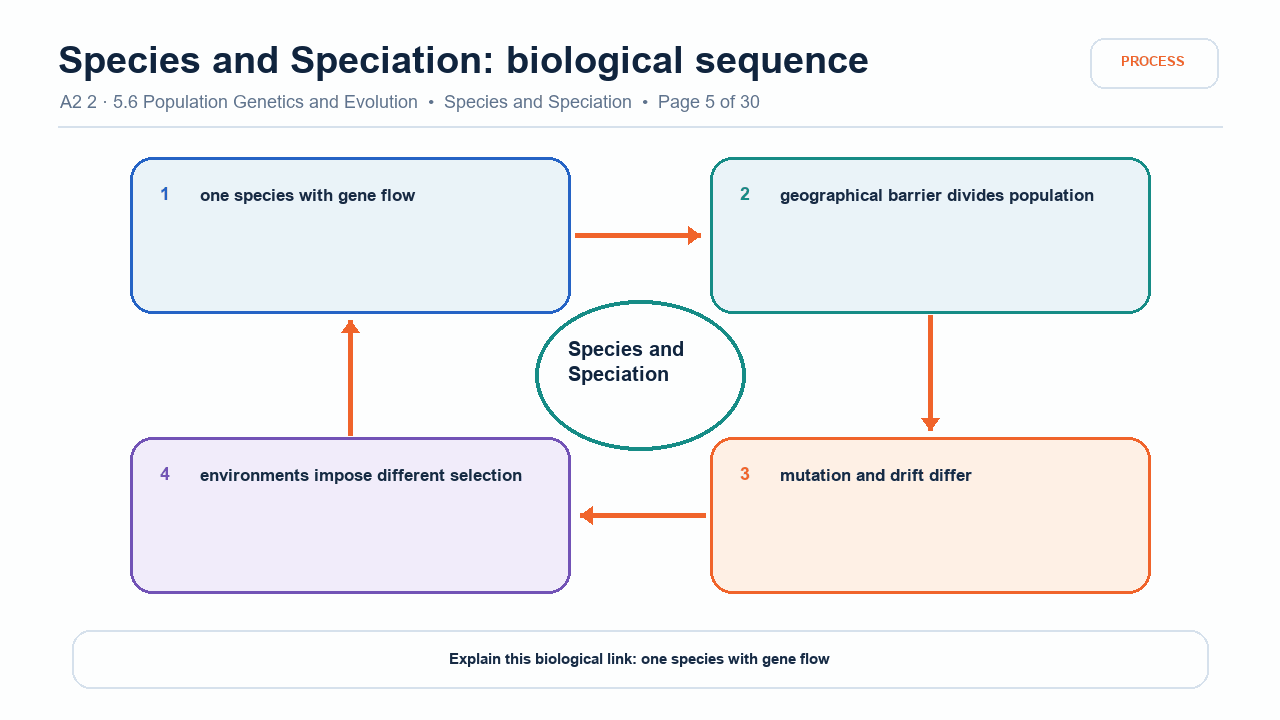 Species and Speciation: biological sequence
PROCESS
A2 2 · 5.6 Population Genetics and Evolution • Species and Speciation • Page 5 of 30
1 one species with gene flow
2 geographical barrier divides population
Species and
Speciation
4 environments impose different selection
3 mutation and drift differ
Explain this biological link: one species with gene flow